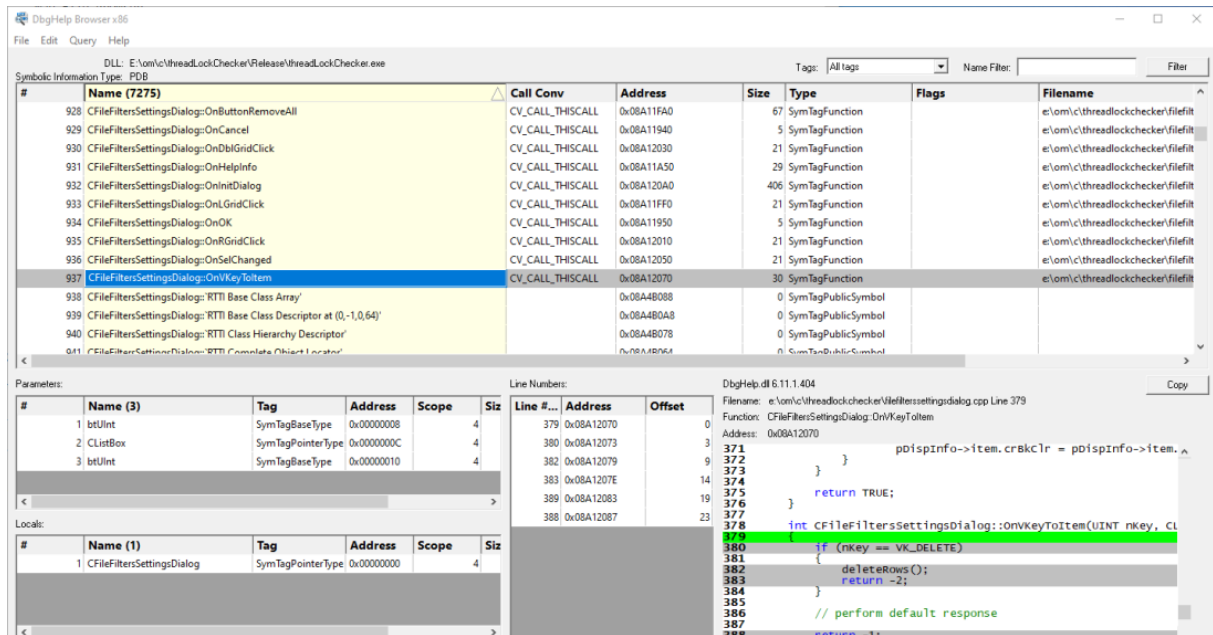 DbgHelp Browser x86
File Edit Query Help
DLL: E:\om\c\threadLockChecker\Release\threadLockChecker.exe
Symbolic Information Type: PDB
Tags: All tags Name Filter: Filter
# Name (7275) Call Conv Address Size Type Flags Filename
928 CFileFiltersSettingsDialog::OnButtonRemoveAll CV_CALL_THISCALL 0x08A11FA0 67 SymTagFunction e:\om\c\threadlockchecker\filefilt
929 CFileFiltersSettingsDialog::OnCancel CV_CALL_THISCALL 0x08A11940 5 SymTagFunction e:\om\c\threadlockchecker\filefilt
930 CFileFiltersSettingsDialog::OnDblGridClick CV_CALL_THISCALL 0x08A12030 21 SymTagFunction e:\om\c\threadlockchecker\filefilt
931 CFileFiltersSettingsDialog::OnHelpInfo CV_CALL_THISCALL 0x08A11A50 29 SymTagFunction e:\om\c\threadlockchecker\filefilt
932 CFileFiltersSettingsDialog::OnInitDialog CV_CALL_THISCALL 0x08A120A0 406 SymTagFunction e:\om\c\threadlockchecker\filefilt
933 CFileFiltersSettingsDialog::OnLGridClick CV_CALL_THISCALL 0x08A11FF0 21 SymTagFunction e:\om\c\threadlockchecker\filefilt
934 CFileFiltersSettingsDialog::OnOK CV_CALL_THISCALL 0x08A11950 5 SymTagFunction e:\om\c\threadlockchecker\filefilt
935 CFileFiltersSettingsDialog::OnRGridClick CV_CALL_THISCALL 0x08A12010 21 SymTagFunction e:\om\c\threadlockchecker\filefilt
936 CFileFiltersSettingsDialog::OnSelChanged CV_CALL_THISCALL 0x08A12050 21 SymTagFunction e:\om\c\threadlockchecker\filefilt
937 CFileFiltersSettingsDialog::OnVKeyToItem CV_CALL_THISCALL 0x08A12070 30 SymTagFunction e:\om\c\threadlockchecker\filefilt
938 CFileFiltersSettingsDialog::`RTTI Base Class Array' 0x08A4B088 0 SymTagPublicSymbol
939 CFileFiltersSettingsDialog::`RTTI Base Class Descriptor at (0,-1,0,64)' 0x08A4B0A8 0 SymTagPublicSymbol
940 CFileFiltersSettingsDialog::`RTTI Class Hierarchy Descriptor' 0x08A4B078 0 SymTagPublicSymbol
941 CFileFiltersSettingsDialog::`RTTI Complete Object Locator' 0x08A4B064 0 SymTagPublicSymbol
Parameters:
# Name (3) Tag Address Scope Siz
1 btUInt SymTagBaseType 0x00000008 4
2 CListBox SymTagPointerType 0x0000000C 4
3 btUInt SymTagBaseType 0x00000010 4
Locals:
# Name (1) Tag Address Scope Siz
1 CFileFiltersSettingsDialog SymTagPointerType 0x00000000 4
Line Numbers:
Line #... Address Offset
379 0x08A12070 0
380 0x08A12073 3
382 0x08A12079 9
383 0x08A1207E 14
389 0x08A12083 19
388 0x08A12087 23
DbgHelp.dll 6.11.1.404 Copy
Filename: e:\om\c\threadlockchecker\filefilterssettingsdialog.cpp Line 379
Function: CFileFiltersSettingsDialog::OnVKeyToItem
Address: 0x08A12070
371 pDispInfo->item.crBkClr = pDispInfo->item.
372 }
373 }
374
375 return TRUE;
376 }
377
378 int CFileFiltersSettingsDialog::OnVKeyToItem(UINT nKey, CL
379 {
380 if (nKey == VK_DELETE)
381 {
382 deleteRows();
383 return -2;
384 }
385
386 // perform default response
387
388 return -1;